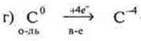 г) C⁰ +4e⁻ → C⁻⁴
о-ль в-е